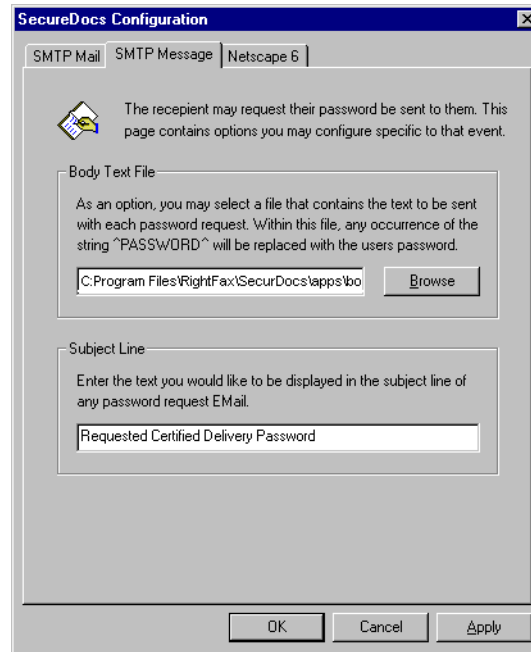 SecureDocs Configuration
SMTP Mail SMTP Message Netscape 6
The recepient may request their password be sent to them. This
page contains options you may configure specific to that event.
Body Text File
As an option, you may select a file that contains the text to be sent
with each password request. Within this file, any occurrence of the
string ^PASSWORD^ will be replaced with the users password.
C:Program Files\RightFax\SecurDocs\apps\bo Browse
Subject Line
Enter the text you would like to be displayed in the subject line of
any password request EMail.
Requested Certified Delivery Password
OK Cancel Apply